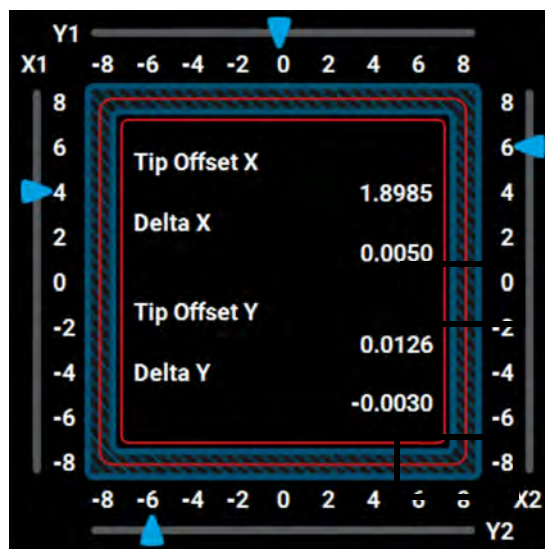 Y1
X1 -8 -6 -4 -2 0 2 4 6 8
8 8
6 6
Tip Offset X
4 1.8985 4
Delta X
2 2
0.0050
0 0
Tip Offset Y
-2 -2
0.0126
-4 Delta Y -4
-0.0030
-6 -6
-8 -8
-8 -6 -4 -2 0 2 4 X2
Y2